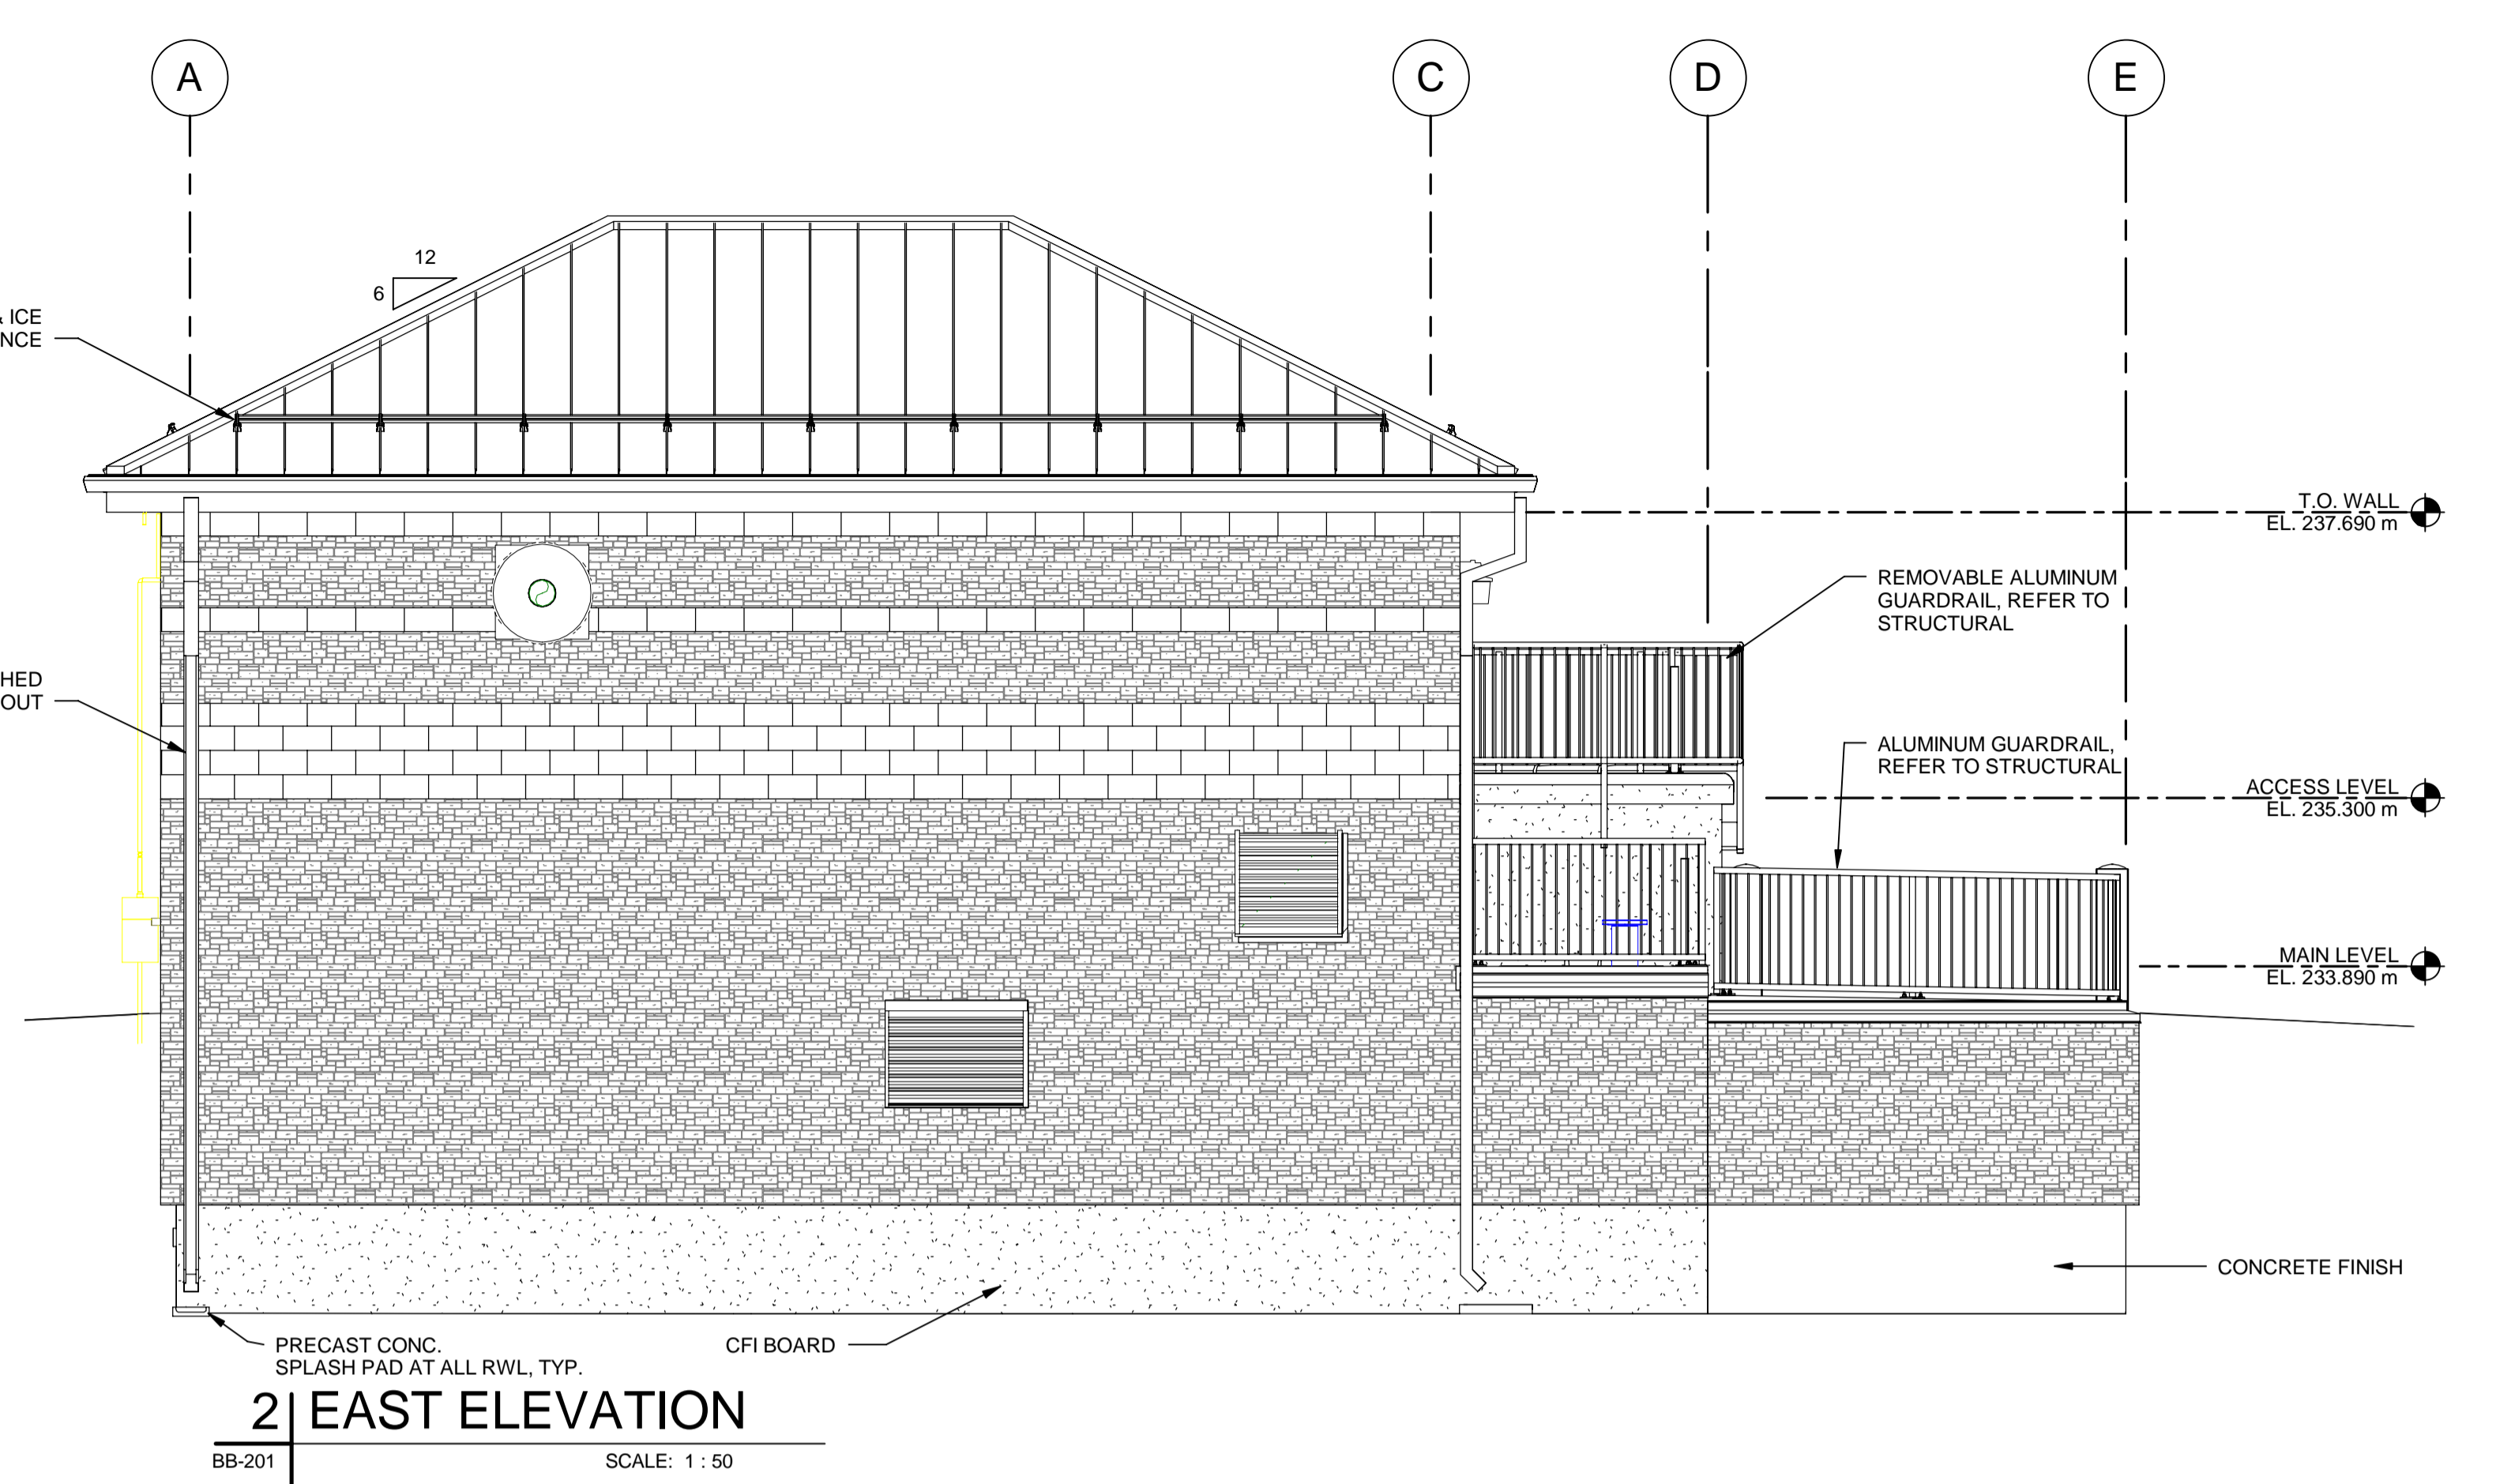 A
C
D
E
12
6
& ICE
NCE
T.O. WALL
EL. 237.690 m
REMOVABLE ALUMINUM
GUARDRAIL, REFER TO
STRUCTURAL
HED
OUT
ALUMINUM GUARDRAIL,
REFER TO STRUCTURAL
ACCESS LEVEL
EL. 235.300 m
MAIN LEVEL
EL. 233.890 m
CONCRETE FINISH
PRECAST CONC.
SPLASH PAD AT ALL RWL, TYP.
CFI BOARD
2 EAST ELEVATION
BB-201 SCALE: 1 : 50